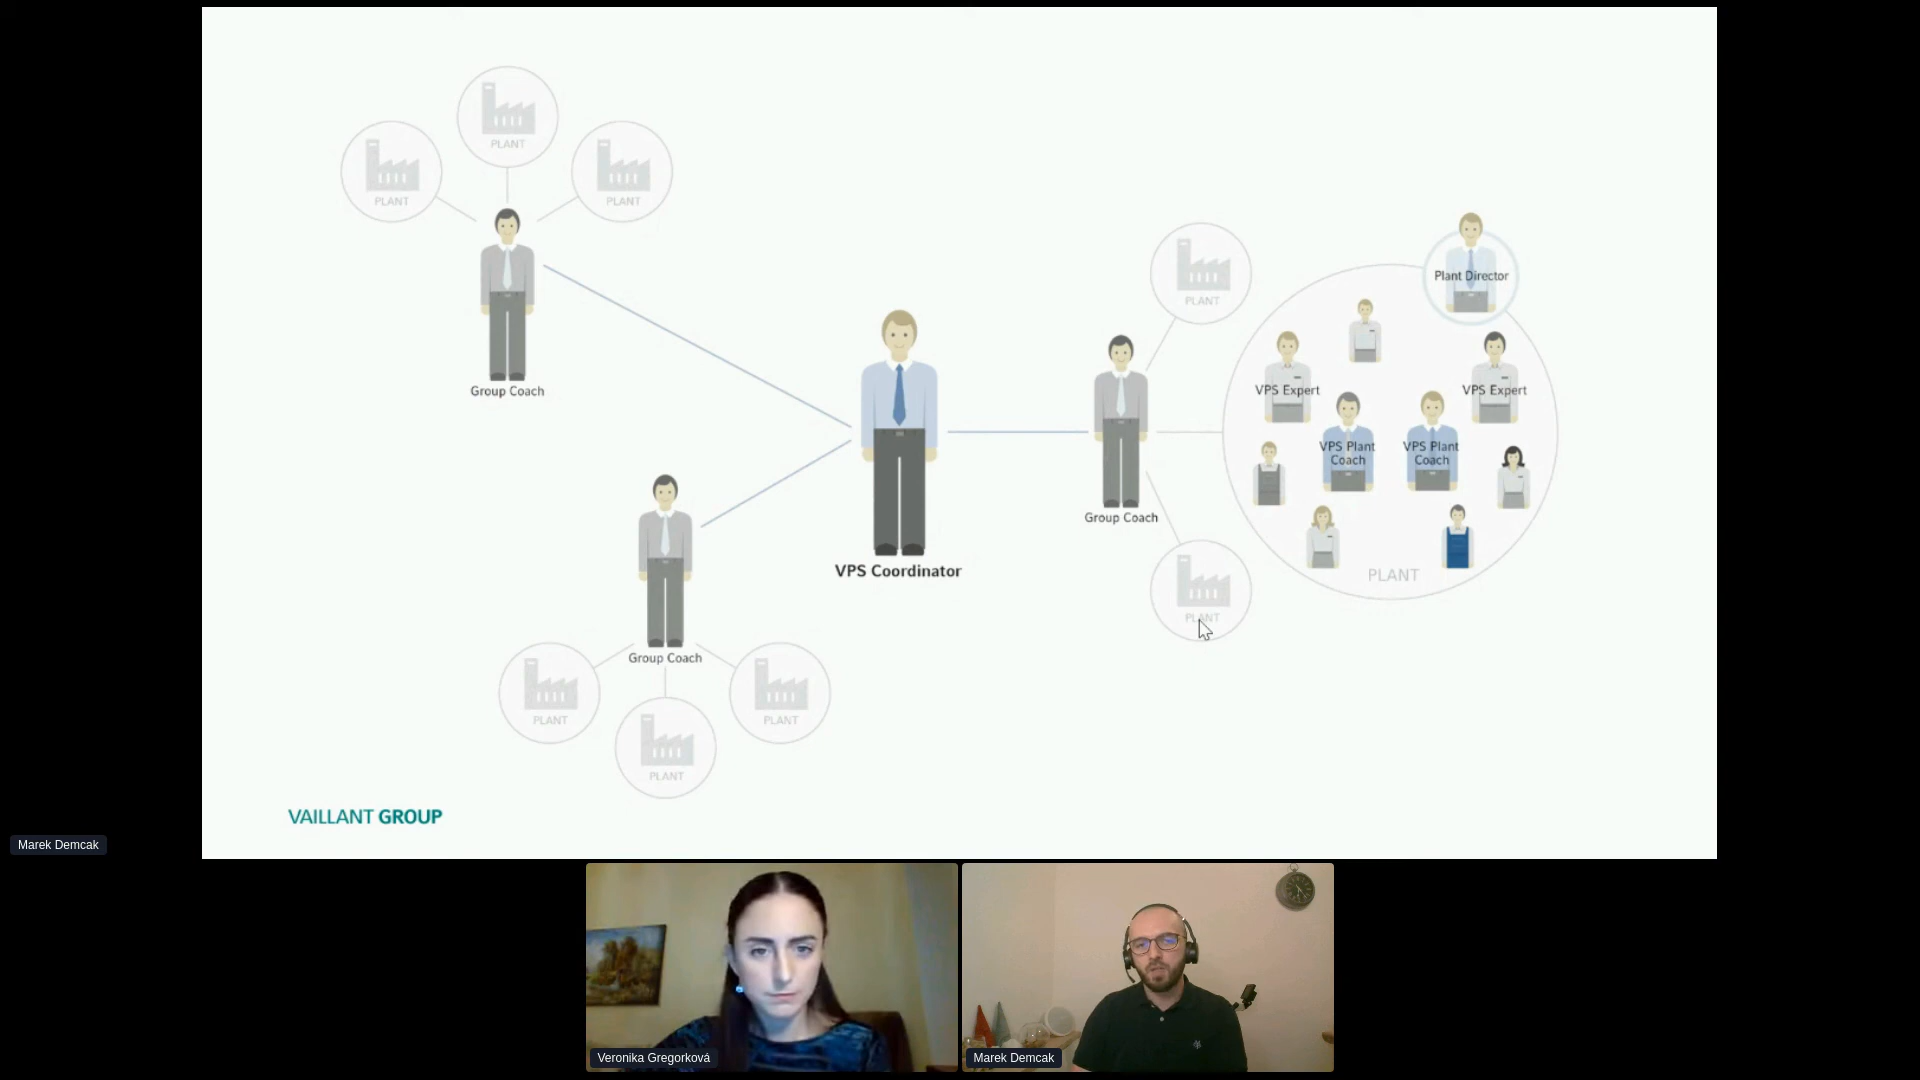 PLANT
PLANT
PLANT
Group Coach
PLANT
Plant Director
VPS Expert
VPS Expert
VPS Plant
Coach
VPS Plant
Coach
Group Coach
VPS Coordinator
PLANT
PLANT
Group Coach
PLANT
PLANT
PLANT
VAILLANT GROUP
Marek Demcak
Veronika Gregorková
Marek Demcak